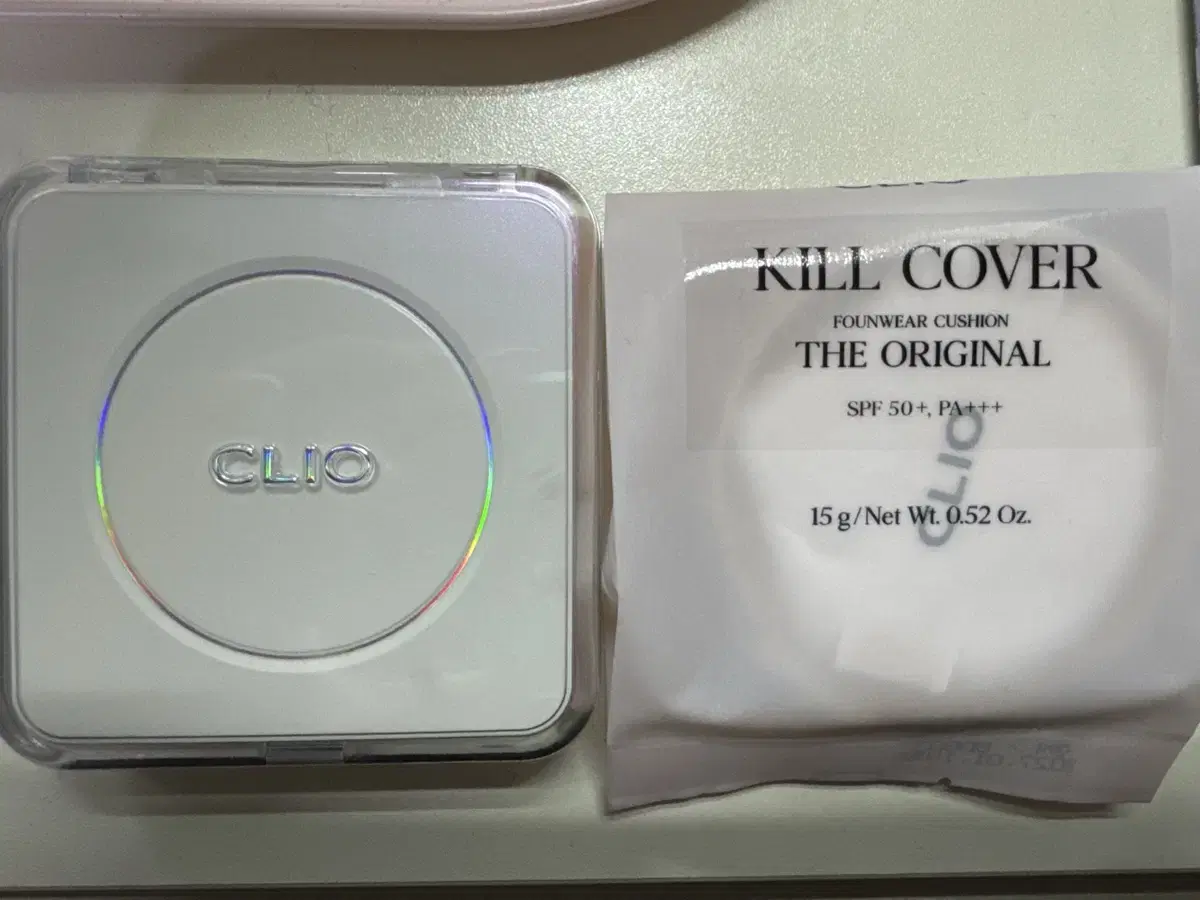 CLIO
KILL COVER
FOUNWEAR CUSHION
THE ORIGINAL
SPF 50+, PA+++
CLIO
15 g/Net Wt. 0.52 Oz.